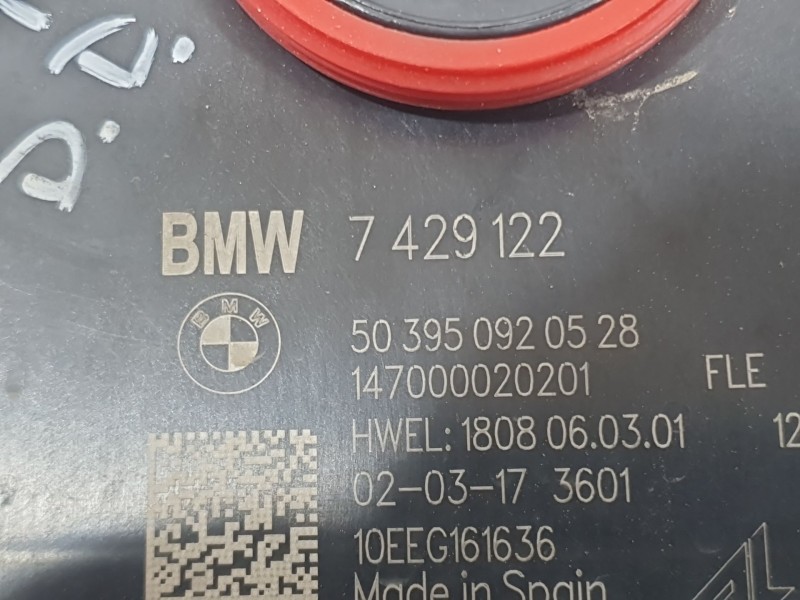 A.
D.
BMW 7 429 122
BMW
50 395 092 05 28
147000020201 FLE
HWEL: 1808 06.03.01 12
02-03-17 3601
10EEG161636
Made in Spain